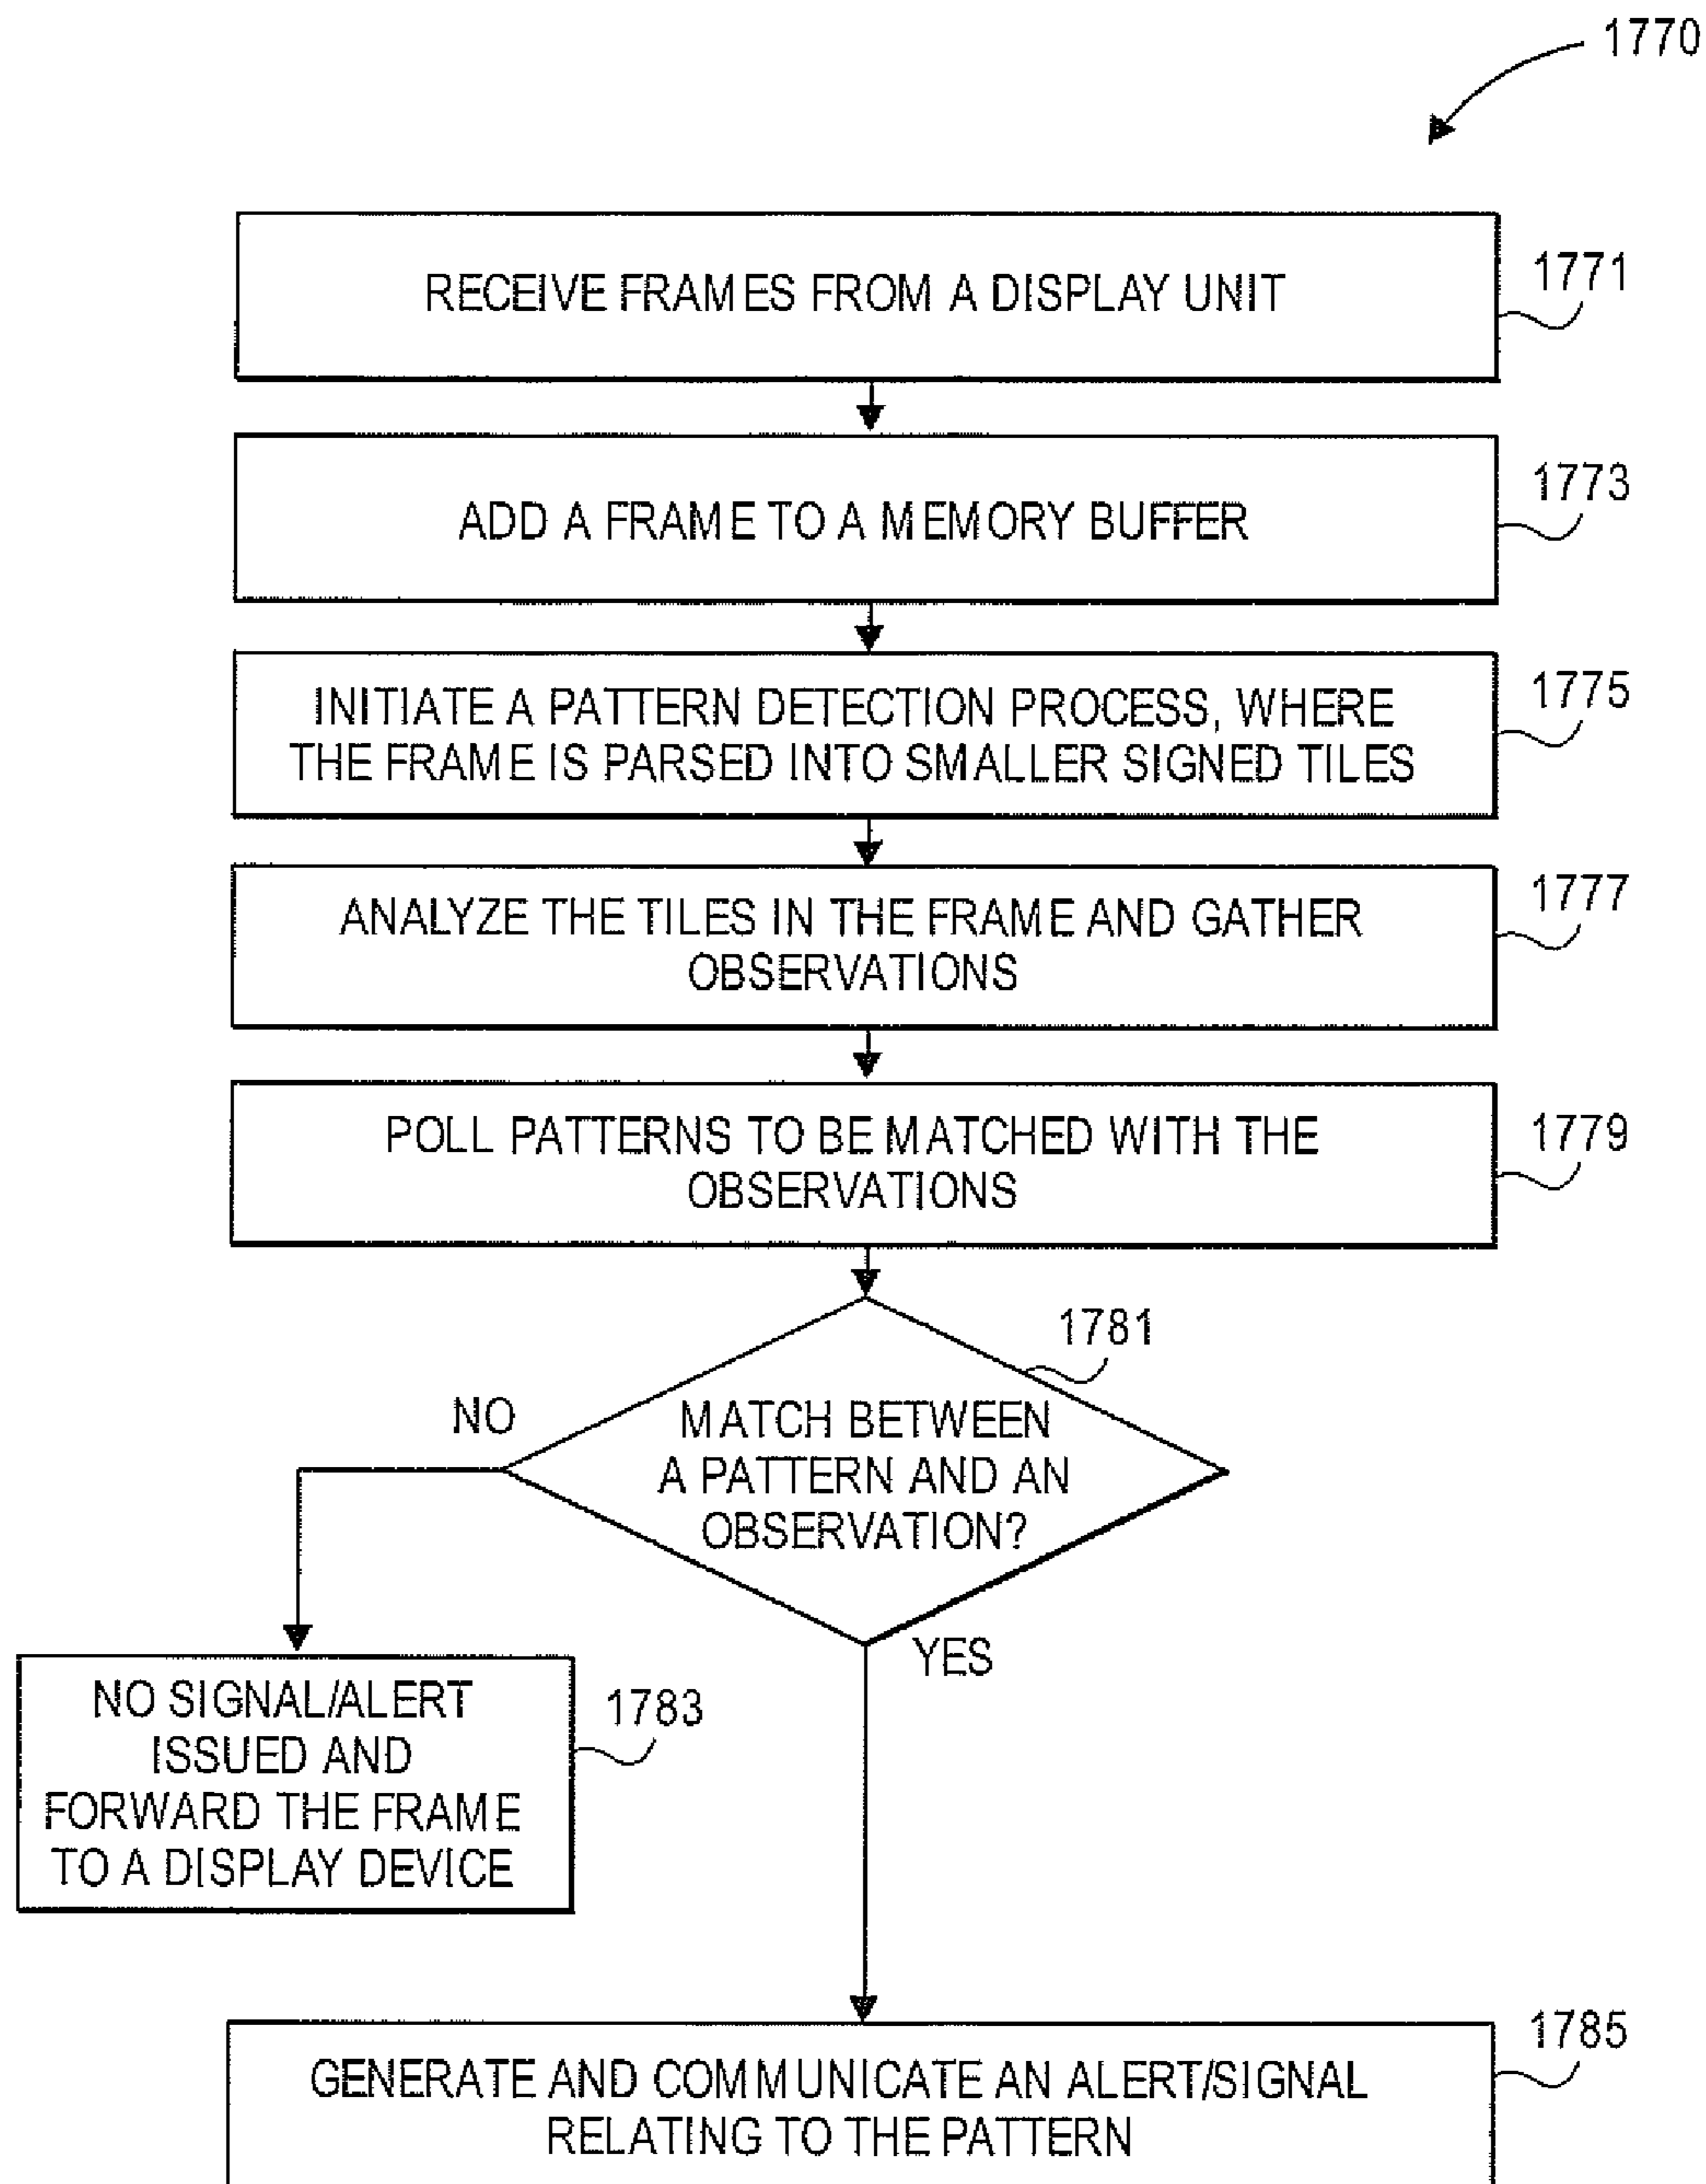 1770
RECEIVE FRAMES FROM A DISPLAY UNIT
1771
ADD A FRAME TO A MEMORY BUFFER
1773
INITIATE A PATTERN DETECTION PROCESS, WHERE
THE FRAME IS PARSED INTO SMALLER SIGNED TILES
1775
ANALYZE THE TILES IN THE FRAME AND GATHER
OBSERVATIONS
1777
POLL PATTERNS TO BE MATCHED WITH THE
OBSERVATIONS
1779
1781
MATCH BETWEEN
A PATTERN AND AN
OBSERVATION?
NO
YES
NO SIGNAL/ALERT
ISSUED AND
FORWARD THE FRAME
TO A DISPLAY DEVICE
1783
GENERATE AND COMMUNICATE AN ALERT/SIGNAL
RELATING TO THE PATTERN
1785